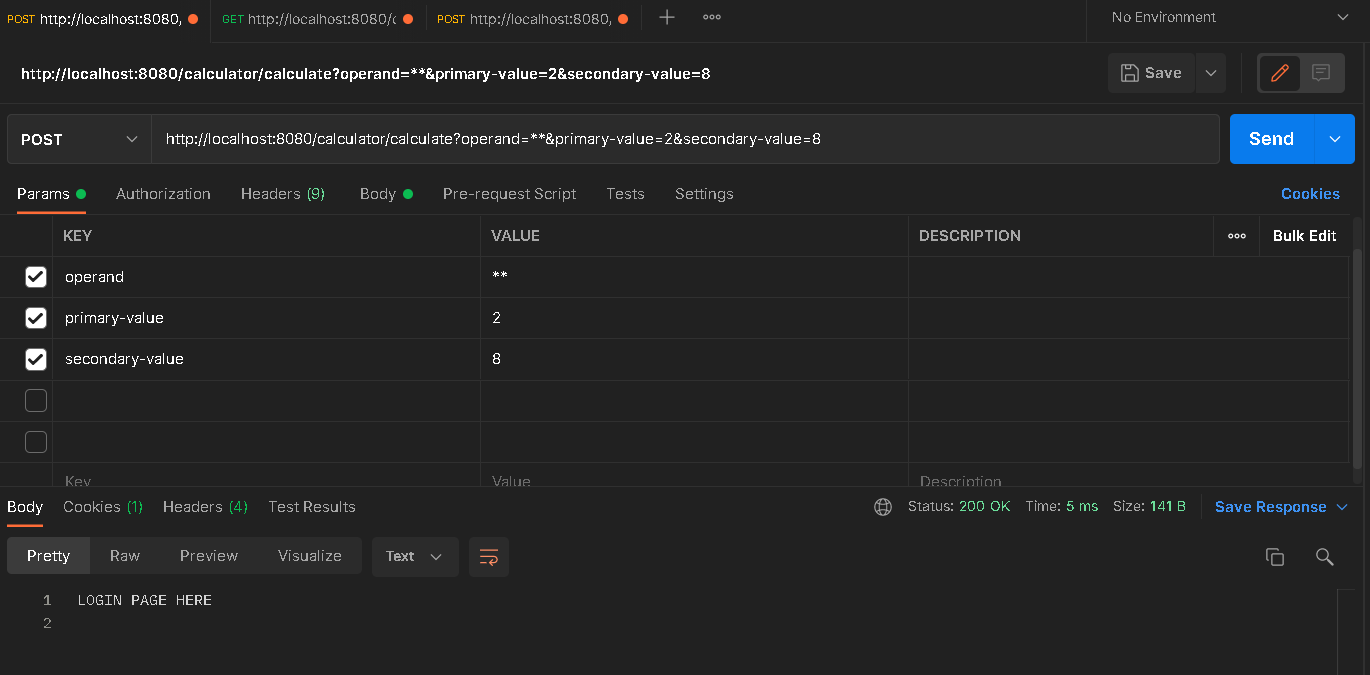 POST http://localhost:8080, GET http://localhost:8080/c POST http://localhost:8080, No Environment
http://localhost:8080/calculator/calculate?operand=**&primary-value=2&secondary-value=8 Save
POST http://localhost:8080/calculator/calculate?operand=**&primary-value=2&secondary-value=8 Send
Params Authorization Headers (9) Body Pre-request Script Tests Settings Cookies
KEY VALUE DESCRIPTION Bulk Edit
operand **
primary-value 2
secondary-value 8
Key Value Description
Body Cookies (1) Headers (4) Test Results Status: 200 OK Time: 5 ms Size: 141 B Save Response
Pretty Raw Preview Visualize Text
1 LOGIN PAGE HERE
2